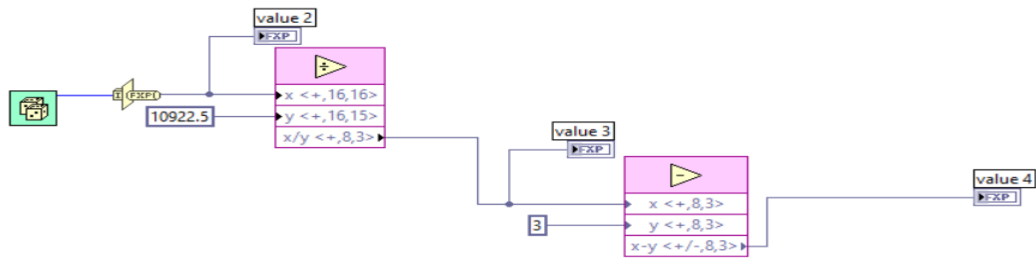 value 2
FXP
I FXP(
÷
x <+,16,16>
10922.5
y <+,16,15>
x/y <+,8,3>
value 3
FXP
−
value 4
FXP
x <+,8,3>
3
y <+,8,3>
x-y <+/-,8,3>